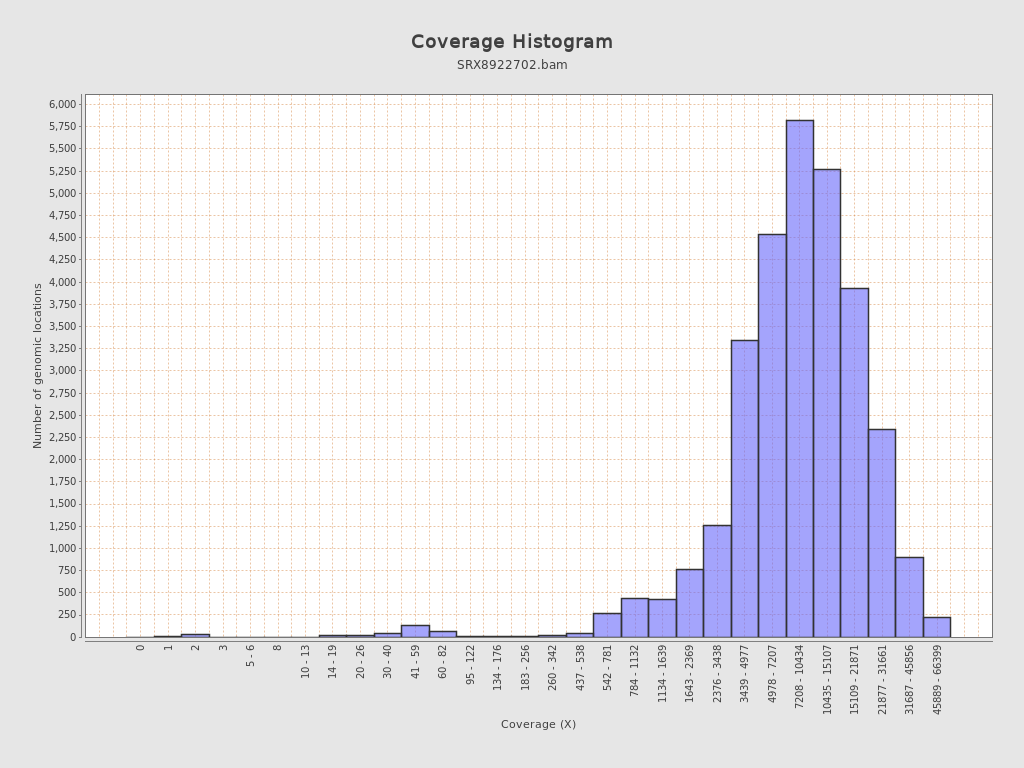 Coverage Histogram
SRX8922702.bam
Number of genomic locations
6,000
5,750
5,500
5,250
5,000
4,750
4,500
4,250
4,000
3,750
3,500
3,250
3,000
2,750
2,500
2,250
2,000
1,750
1,500
1,250
1,000
750
500
250
0
0
1
2
3
5 - 6
8
10 - 13
14 - 19
20 - 26
30 - 40
41 - 59
60 - 82
95 - 122
134 - 176
183 - 256
260 - 342
437 - 538
542 - 781
784 - 1132
1134 - 1639
1643 - 2369
2376 - 3438
3439 - 4977
4978 - 7207
7208 - 10434
10435 - 15107
15109 - 21871
21877 - 31661
31687 - 45856
45889 - 66399
Coverage (X)